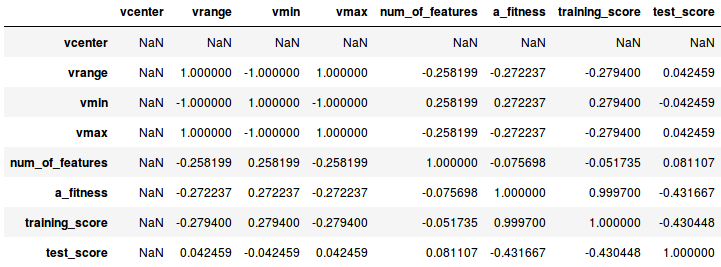 vcenter vrange vmin vmax num_of_features a_fitness training_score test_score
vcenter NaN NaN NaN NaN NaN NaN NaN NaN
vrange NaN 1.000000 -1.000000 1.000000 -0.258199 -0.272237 -0.279400 0.042459
vmin NaN -1.000000 1.000000 -1.000000 0.258199 0.272237 0.279400 -0.042459
vmax NaN 1.000000 -1.000000 1.000000 -0.258199 -0.272237 -0.279400 0.042459
num_of_features NaN -0.258199 0.258199 -0.258199 1.000000 -0.075698 -0.051735 0.081107
a_fitness NaN -0.272237 0.272237 -0.272237 -0.075698 1.000000 0.999700 -0.431667
training_score NaN -0.279400 0.279400 -0.279400 -0.051735 0.999700 1.000000 -0.430448
test_score NaN 0.042459 -0.042459 0.042459 0.081107 -0.431667 -0.430448 1.000000